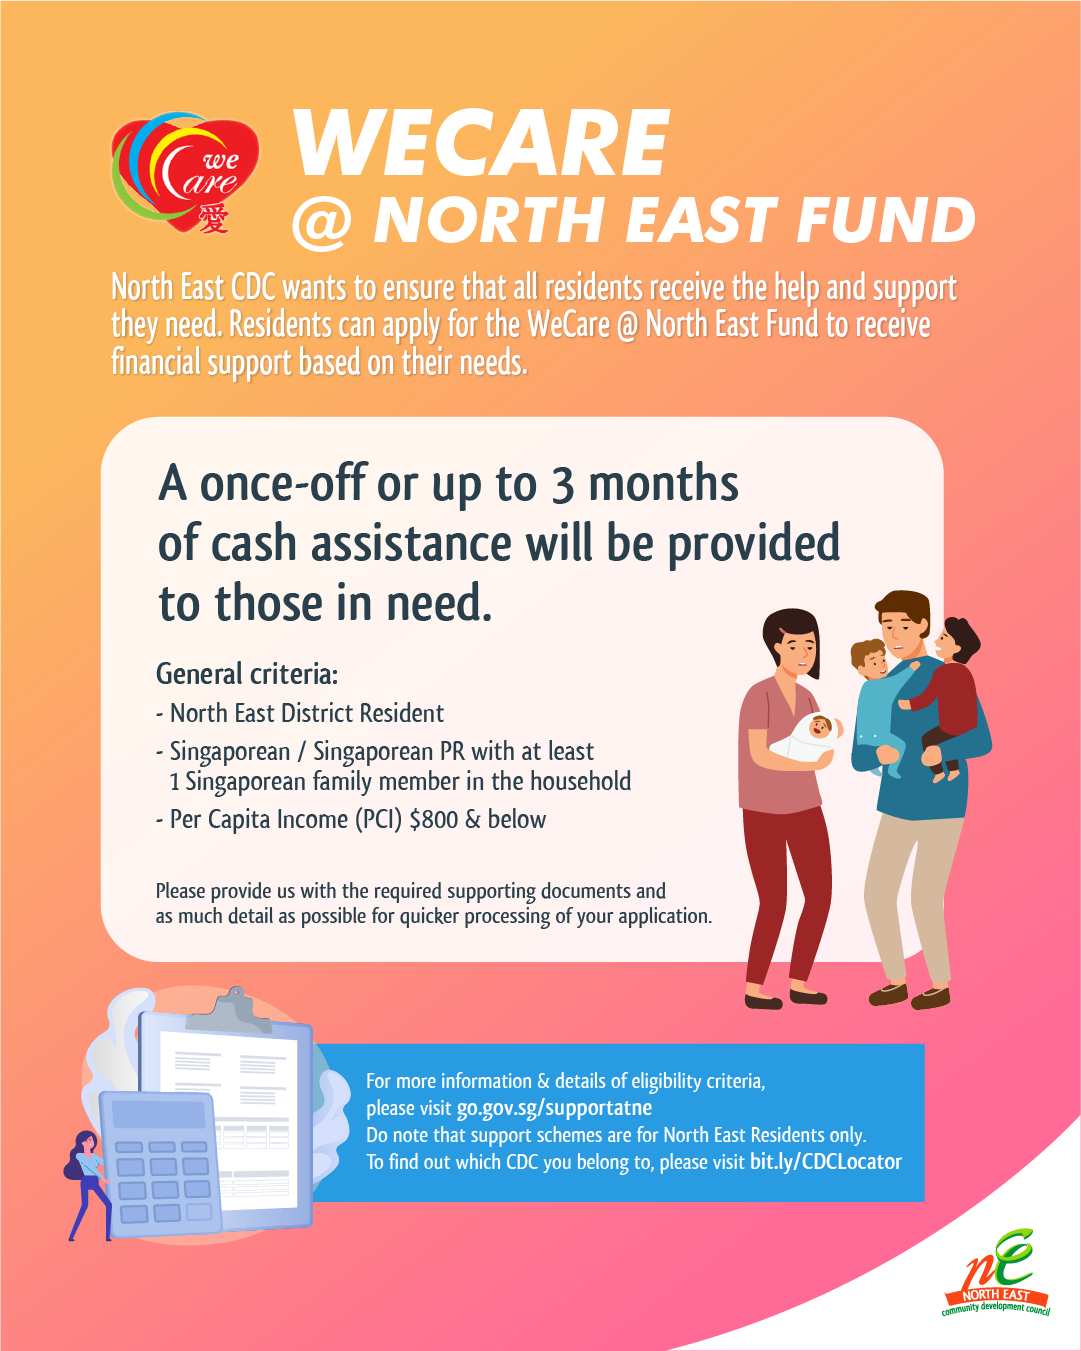 we
Care
愛
WECARE
@ NORTH EAST FUND
North East CDC wants to ensure that all residents receive the help and support
they need. Residents can apply for the WeCare @ North East Fund to receive
financial support based on their needs.
A once-off or up to 3 months
of cash assistance will be provided
to those in need.
General criteria:
- North East District Resident
- Singaporean / Singaporean PR with at least
1 Singaporean family member in the household
- Per Capita Income (PCI) $800 & below
Please provide us with the required supporting documents and
as much detail as possible for quicker processing of your application.
For more information & details of eligibility criteria,
please visit go.gov.sg/supportatne
Do note that support schemes are for North East Residents only.
To find out which CDC you belong to, please visit bit.ly/CDCLocator
nE
NORTH EAST
community development council